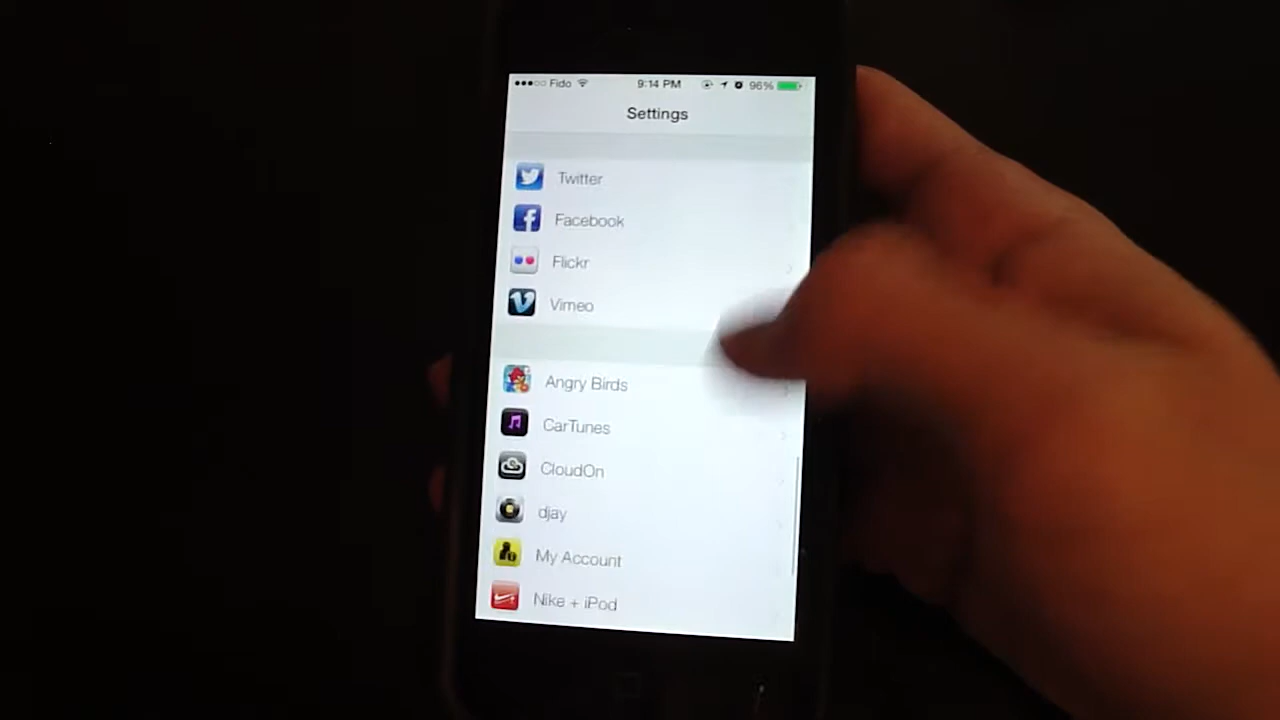 Fido 9:14 PM 96%
Settings
Twitter
Facebook
Flickr
Vimeo
Angry Birds
CarTunes
CloudOn
djay
My Account
Nike + iPod